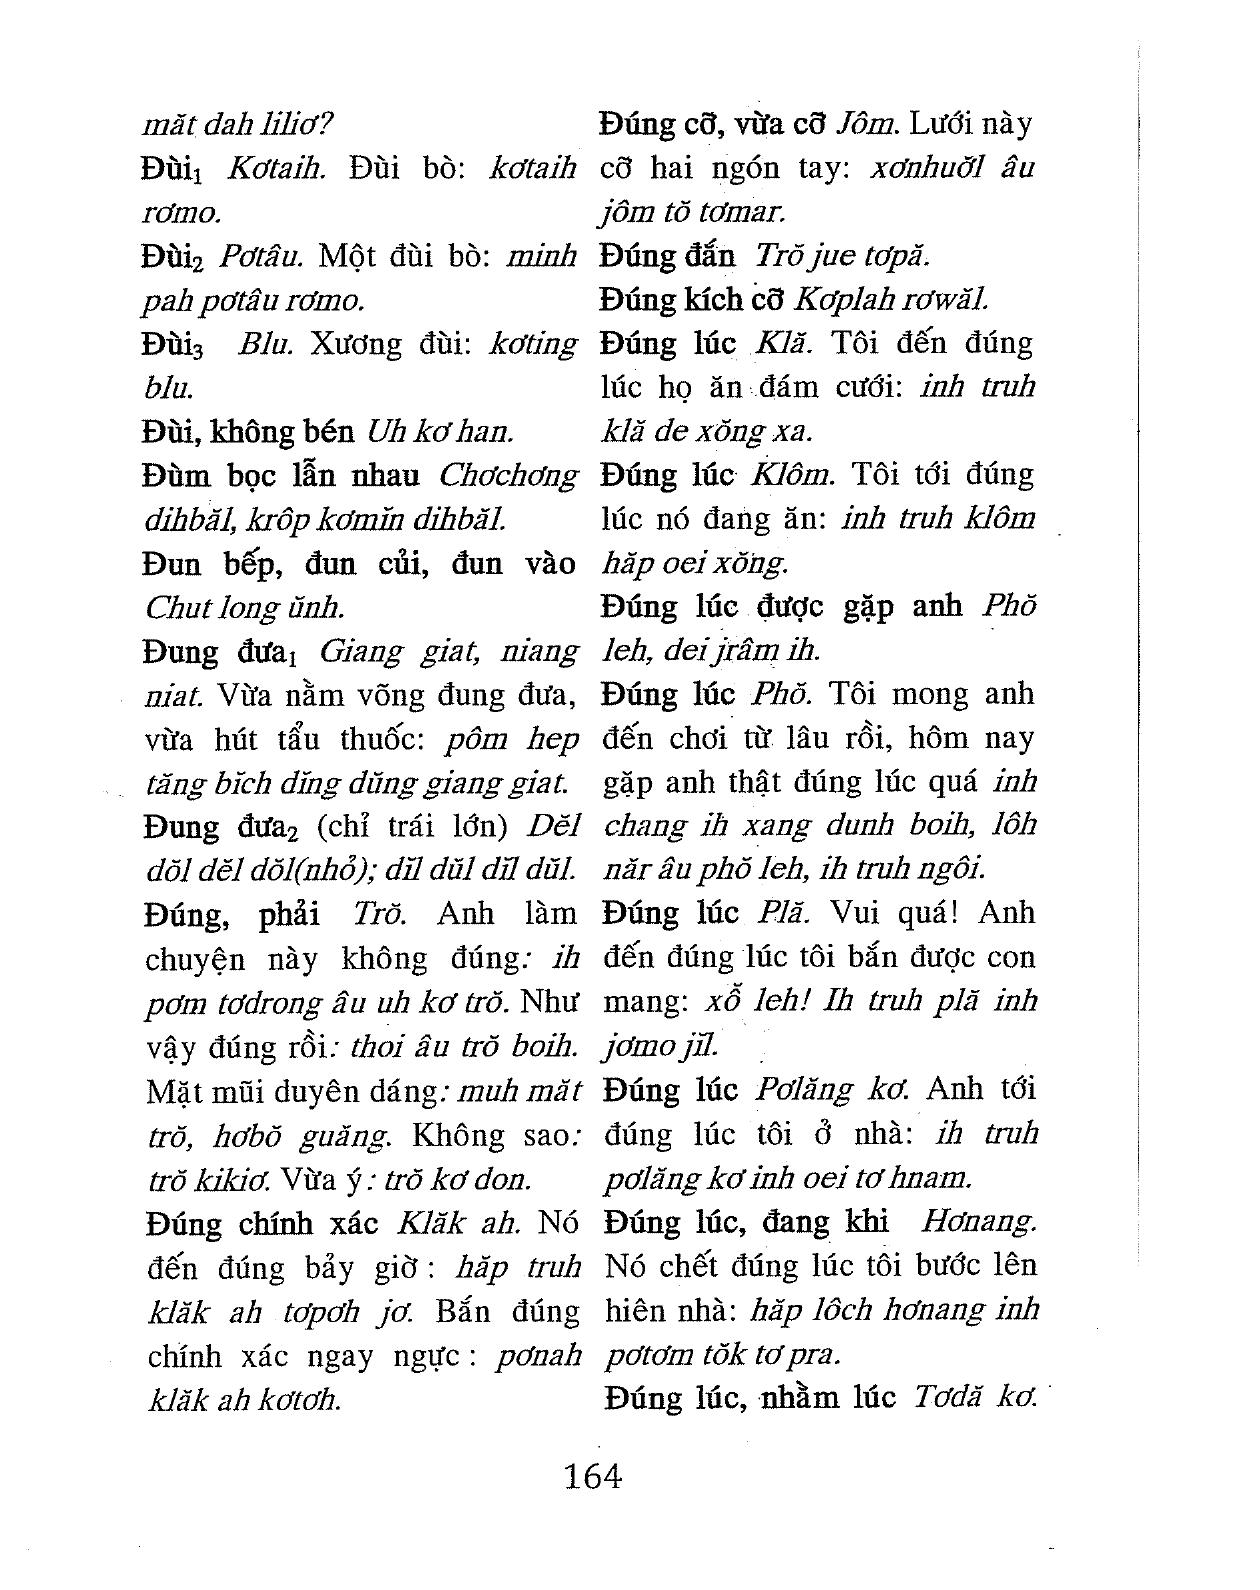 măt dah liliơ?
Đùi₁ Kơtaih. Đùi bò: kơtaih
rơmo.
Đùi₂ Pơtâu. Một đùi bò: minh
pah pơtâu rơmo.
Đùi₃ Blu. Xương đùi: kơting
blu.
Đùi, không bén Uh kơ han.
Đùm bọc lẫn nhau Chơchơng
dihbăl, krôp kơmĭn dihbăl.
Đun bếp, đun củi, đun vào
Chut long ŭnh.
Đung đưa₁ Giang giat, niang
niat. Vừa nằm võng đung đưa,
vừa hút tẩu thuốc: pôm hep
tăng bĭch dĭng dŭng giang giat.
Đung đưa₂ (chỉ trái lớn) Dĕl
dŏl dĕl dŏl(nhỏ); dĭl dŭl dĭl dŭl.
Đúng, phải Trŏ. Anh làm
chuyện này không đúng: ih
pơm tơdrong âu uh kơ trŏ. Như
vậy đúng rồi: thoi âu trŏ boih.
Mặt mũi duyên dáng: muh măt
trŏ, hơbŏ guăng. Không sao:
trŏ kikiơ. Vừa ý: trŏ kơ don.
Đúng chính xác Klăk ah. Nó
đến đúng bảy giờ : hăp truh
klăk ah tơpơh jơ. Bắn đúng
chính xác ngay ngực : pơnah
klăk ah kơtơh.
Đúng cỡ, vừa cỡ Jôm. Lưới này
cỡ hai ngón tay: xơnhuơ̆l âu
jôm tŏ tơmar.
Đúng đắn Trŏ jue tơpă.
Đúng kích cỡ Kơplah rơwăl.
Đúng lúc Klă. Tôi đến đúng
lúc họ ăn đám cưới: inh truh
klă de xŏng xa.
Đúng lúc Klôm. Tôi tới đúng
lúc nó đang ăn: inh truh klôm
hăp oei xŏng.
Đúng lúc được gặp anh Phŏ
leh, dei jrâm ih.
Đúng lúc Phŏ. Tôi mong anh
đến chơi từ lâu rồi, hôm nay
gặp anh thật đúng lúc quá inh
chang ih xang dunh boih, lôh
năr âu phŏ leh, ih truh ngôi.
Đúng lúc Plă. Vui quá! Anh
đến đúng lúc tôi bắn được con
mang: xô̆ leh! Ih truh plă inh
jơmo jĭl.
Đúng lúc Pơlăng kơ. Anh tới
đúng lúc tôi ở nhà: ih truh
pơlăng kơ inh oei tơ hnam.
Đúng lúc, đang khi Hơnang.
Nó chết đúng lúc tôi bước lên
hiên nhà: hăp lôch hơnang inh
pơtơm tŏk tơ pra.
Đúng lúc, nhằm lúc Tơdă kơ.
164